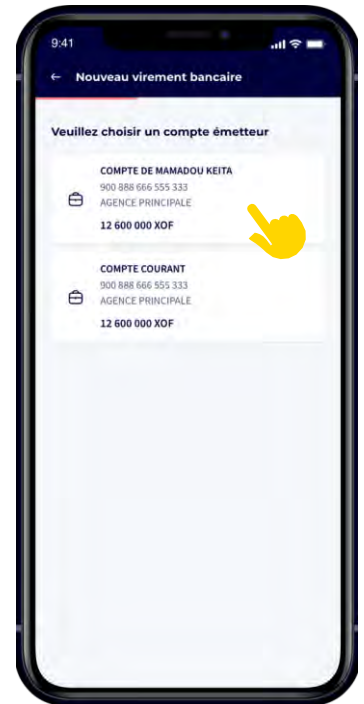 9:41
← Nouveau virement bancaire
Veuillez choisir un compte émetteur
COMPTE DE MAMADOU KEITA
900 888 666 555 333
AGENCE PRINCIPALE
12 600 000 XOF
COMPTE COURANT
900 888 666 555 333
AGENCE PRINCIPALE
12 600 000 XOF